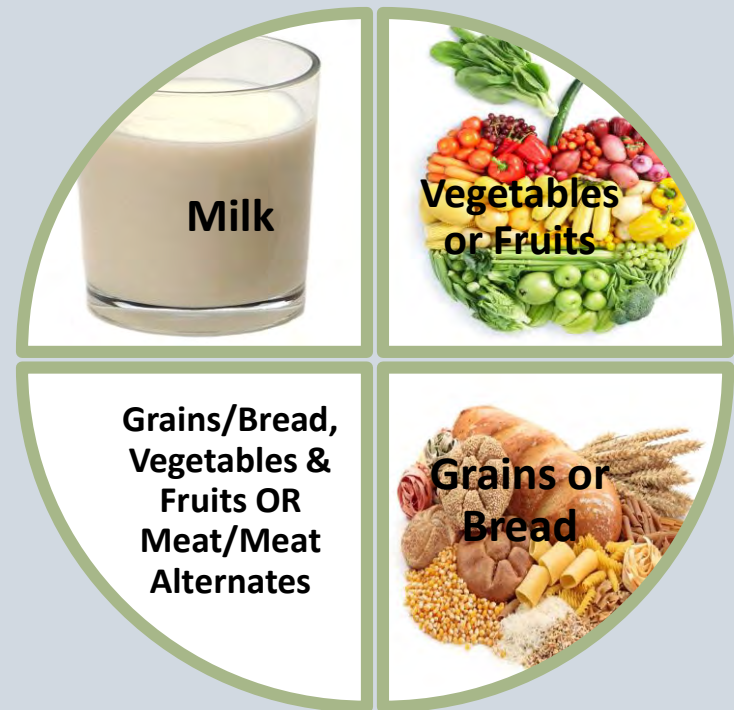 Milk
Vegetables
or Fruits
Grains/Bread,
Vegetables &
Fruits OR
Meat/Meat
Alternates
Grains or
Bread